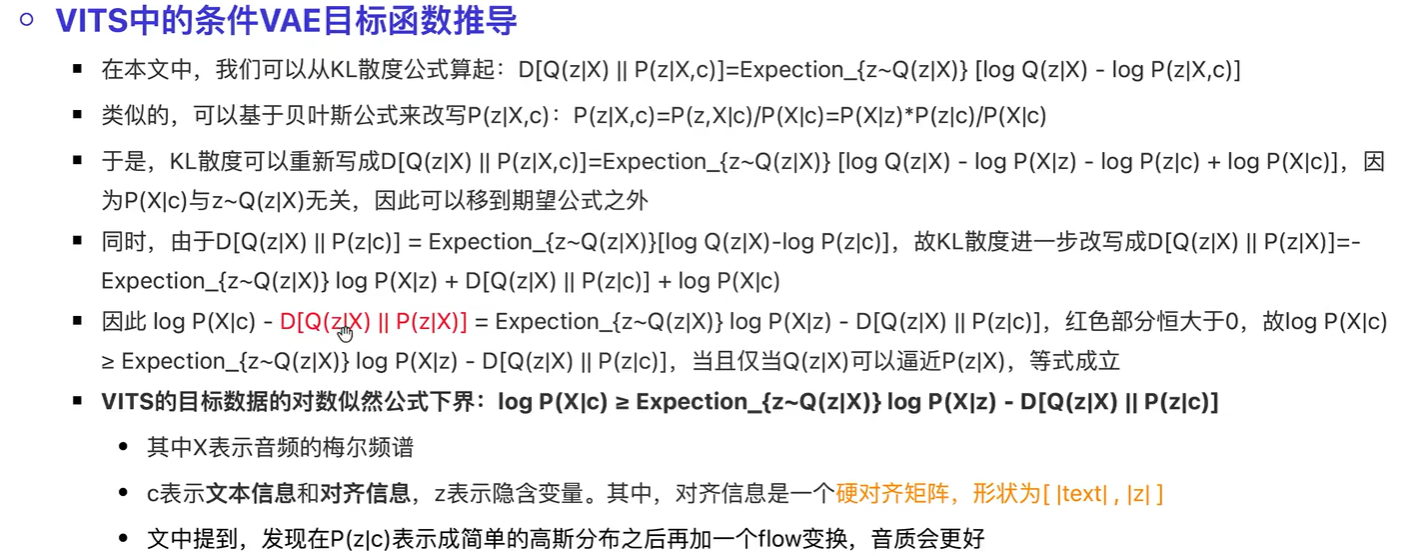 VITS中的条件VAE目标函数推导
在本文中，我们可以从KL散度公式算起：D[Q(z|X) || P(z|X,c)]=Expection_{z~Q(z|X)} [log Q(z|X) - log P(z|X,c)]
类似的，可以基于贝叶斯公式来改写P(z|X,c)：P(z|X,c)=P(z,X|c)/P(X|c)=P(X|z)*P(z|c)/P(X|c)
于是，KL散度可以重新写成D[Q(z|X) || P(z|X,c)]=Expection_{z~Q(z|X)} [log Q(z|X) - log P(X|z) - log P(z|c) + log P(X|c)]，因
为P(X|c)与z~Q(z|X)无关，因此可以移到期望公式之外
同时，由于D[Q(z|X) || P(z|c)] = Expection_{z~Q(z|X)}[log Q(z|X)-log P(z|c)]，故KL散度进一步改写成D[Q(z|X) || P(z|X)]=-
Expection_{z~Q(z|X)} log P(X|z) + D[Q(z|X) || P(z|c)] + log P(X|c)
因此 log P(X|c) - D[Q(z|X) || P(z|X)] = Expection_{z~Q(z|X)} log P(X|z) - D[Q(z|X) || P(z|c)]，红色部分恒大于0，故log P(X|c)
≥ Expection_{z~Q(z|X)} log P(X|z) - D[Q(z|X) || P(z|c)]，当且仅当Q(z|X)可以逼近P(z|X)，等式成立
VITS的目标数据的对数似然公式下界：log P(X|c) ≥ Expection_{z~Q(z|X)} log P(X|z) - D[Q(z|X) || P(z|c)]
其中X表示音频的梅尔频谱
c表示文本信息和对齐信息，z表示隐含变量。其中，对齐信息是一个硬对齐矩阵，形状为[ |text| , |z| ]
文中提到，发现在P(z|c)表示成简单的高斯分布之后再加一个flow变换，音质会更好